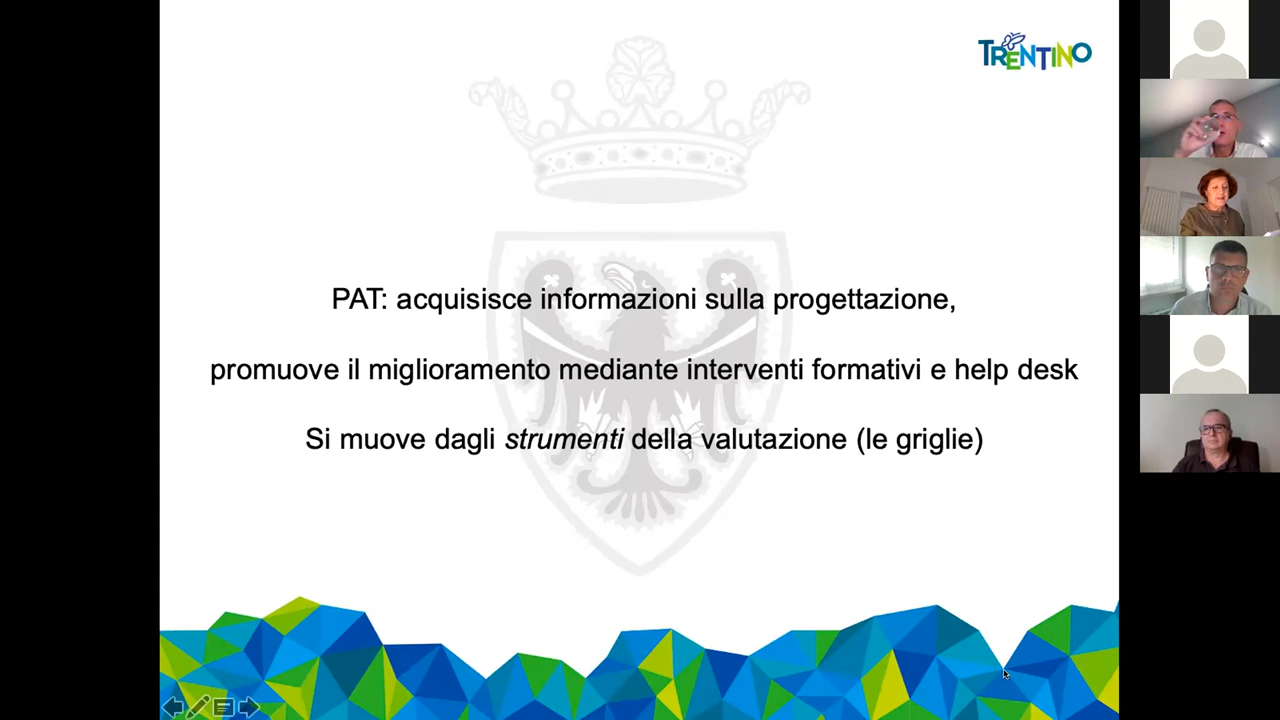 TRENTINO
PAT: acquisisce informazioni sulla progettazione,
promuove il miglioramento mediante interventi formativi e help desk
Si muove dagli strumenti della valutazione (le griglie)